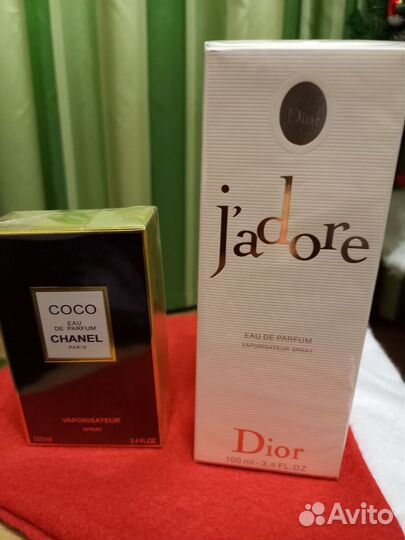 COCO
EAU
DE PARFUM
CHANEL
PARIS
VAPORISATEUR
SPRAY
100ml 3.4 FL.OZ
Dior
j'adore
EAU DE PARFUM
VAPORISATEUR SPRAY
Dior
100 ml - 3.4 FL. OZ
Avito